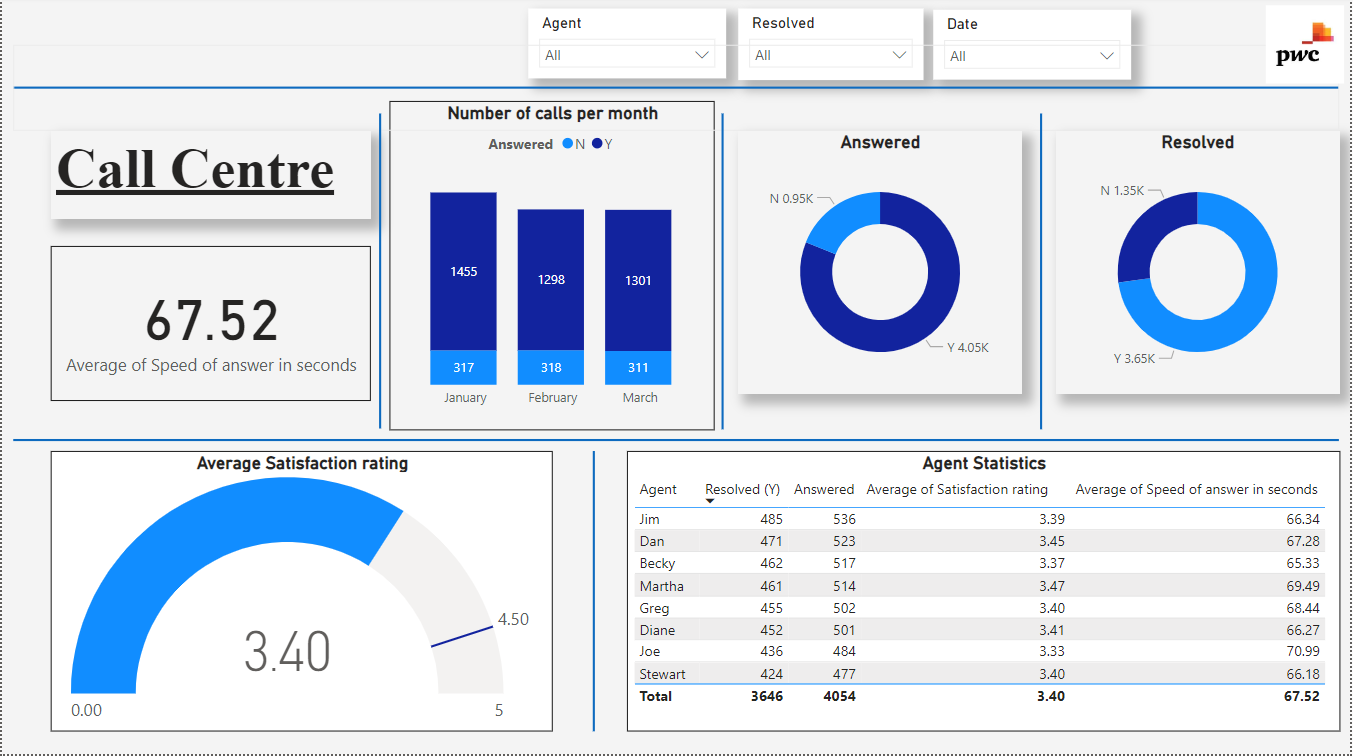 Agent
All
Resolved
All
Date
All
pwc
Call Centre
67.52
Average of Speed of answer in seconds
Number of calls per month
Answered N Y
1455 1298 1301
317 318 311
January February March
Answered
N 0.95K
Y 4.05K
Resolved
N 1.35K
Y 3.65K
Average Satisfaction rating
4.50
3.40
0.00 5
Agent Statistics
Agent Resolved (Y) Answered Average of Satisfaction rating Average of Speed of answer in seconds
Jim 485 536 3.39 66.34
Dan 471 523 3.45 67.28
Becky 462 517 3.37 65.33
Martha 461 514 3.47 69.49
Greg 455 502 3.40 68.44
Diane 452 501 3.41 66.27
Joe 436 484 3.33 70.99
Stewart 424 477 3.40 66.18
Total 3646 4054 3.40 67.52